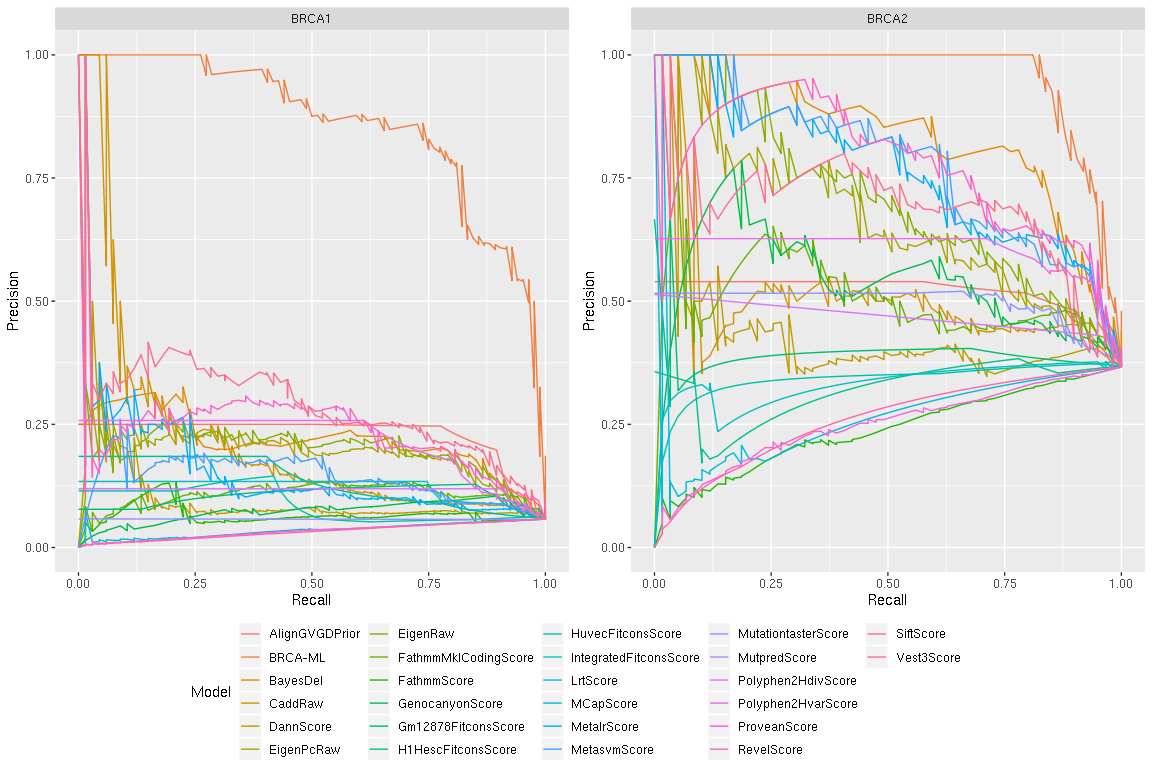 BRCA1
BRCA2
1.00
0.75
0.50
0.25
0.00
Precision
0.00 0.25 0.50 0.75 1.00
Recall
1.00
0.75
0.50
0.25
0.00
Precision
0.00 0.25 0.50 0.75 1.00
Recall
Model
AlignGVGDPrior
BRCA-ML
BayesDel
CaddRaw
DannScore
EigenPcRaw
EigenRaw
FathmmMklCodingScore
FathmmScore
GenocanyonScore
Gm12878FitconsScore
H1HescFitconsScore
HuvecFitconsScore
IntegratedFitconsScore
LrtScore
MCapScore
MetalrScore
MetasvmScore
MutationtasterScore
MutpredScore
Polyphen2HdivScore
Polyphen2HvarScore
ProveanScore
RevelScore
SiftScore
Vest3Score